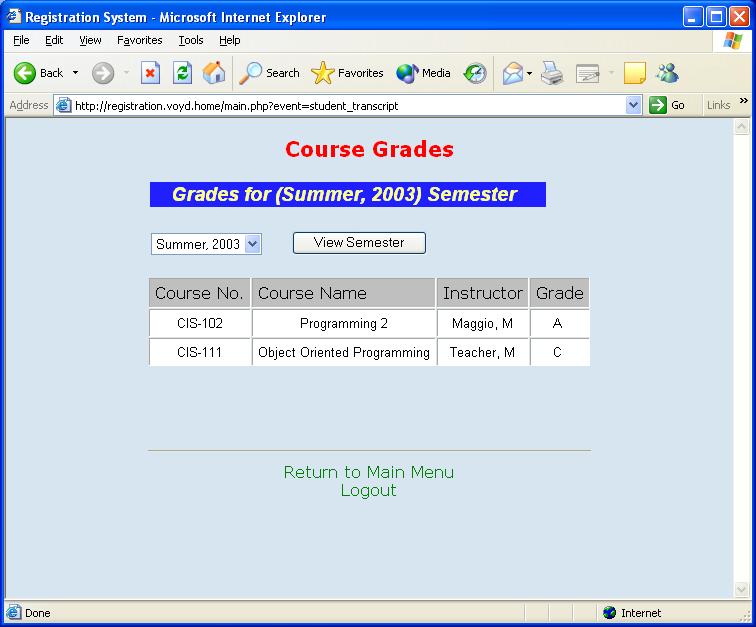 Registration System - Microsoft Internet Explorer
File Edit View Favorites Tools Help
Back Search Favorites Media
Address http://registration.voyd.home/main.php?event=student_transcript Go Links »
Course Grades
Grades for (Summer, 2003) Semester
Summer, 2003 View Semester
Course No. Course Name Instructor Grade
CIS-102 Programming 2 Maggio, M A
CIS-111 Object Oriented Programming Teacher, M C
Return to Main Menu
Logout
Done Internet